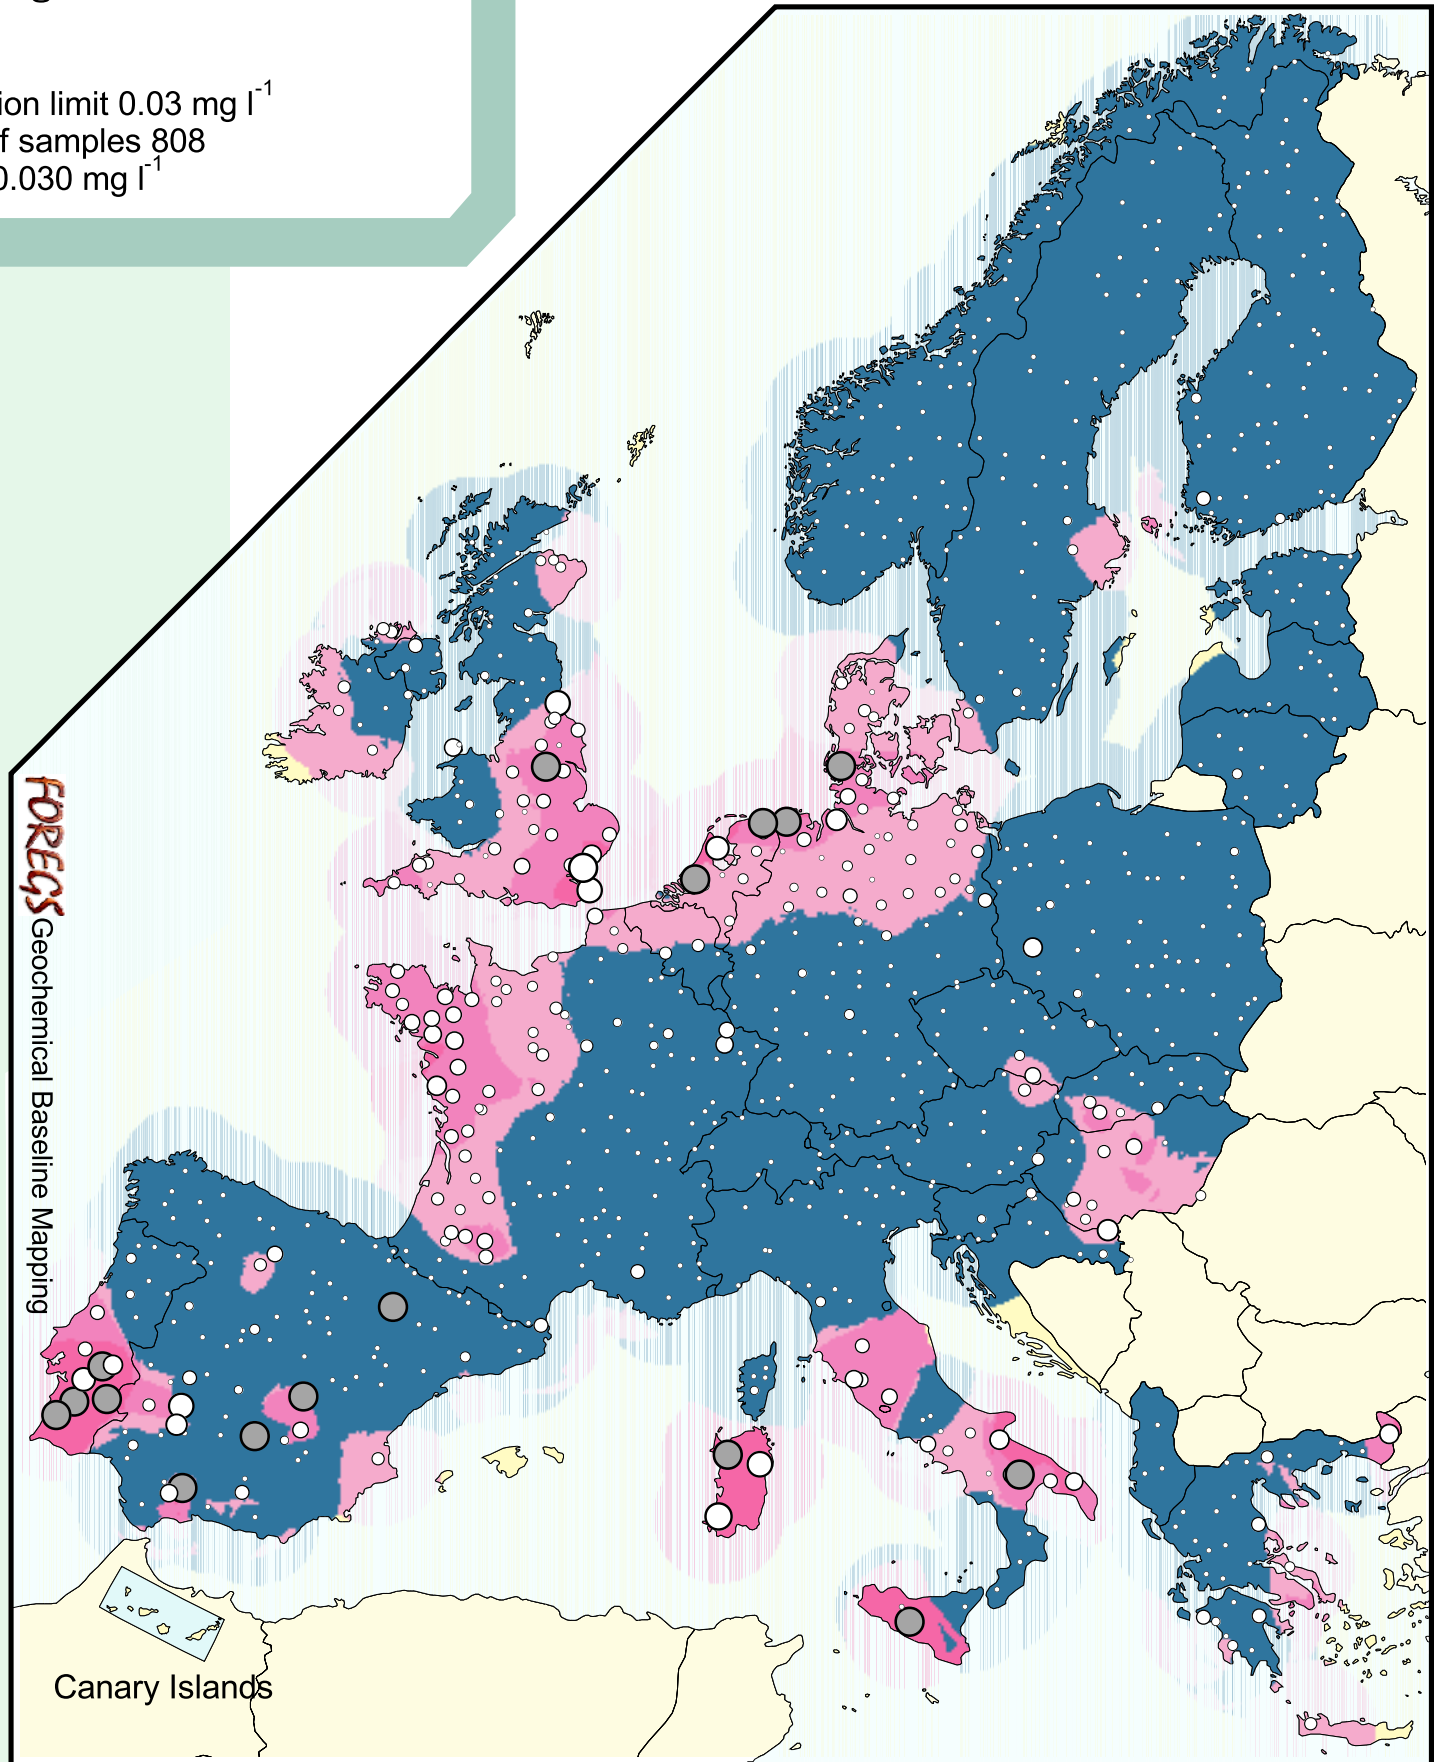 ion limit 0.03 mg l-1
f samples 808
0.030 mg l-1
FOREGS Geochemical Baseline Mapping
Canary Islands